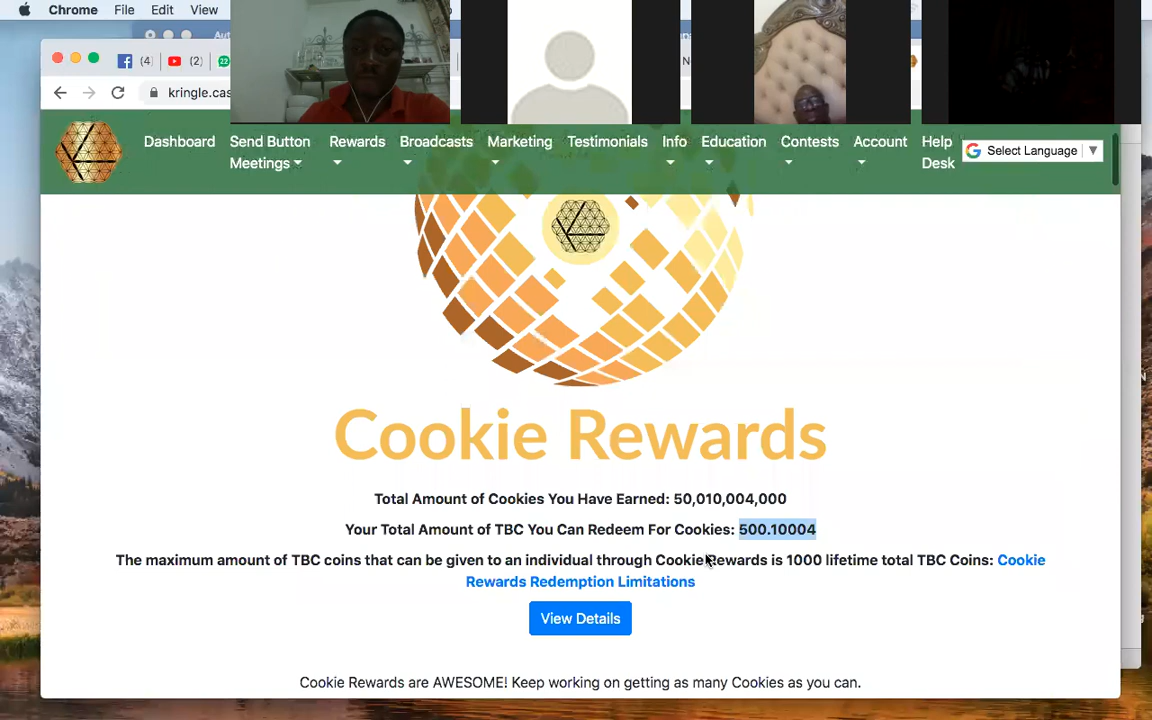 Chrome File Edit View
(4) (2)
kringle.cas
Dashboard Send Button Meetings Rewards Broadcasts Marketing Testimonials Info Education Contests Account Help Desk Select Language
Cookie Rewards
Total Amount of Cookies You Have Earned: 50,010,004,000
Your Total Amount of TBC You Can Redeem For Cookies: 500.10004
The maximum amount of TBC coins that can be given to an individual through Cookie Rewards is 1000 lifetime total TBC Coins: Cookie
Rewards Redemption Limitations
View Details
Cookie Rewards are AWESOME! Keep working on getting as many Cookies as you can.